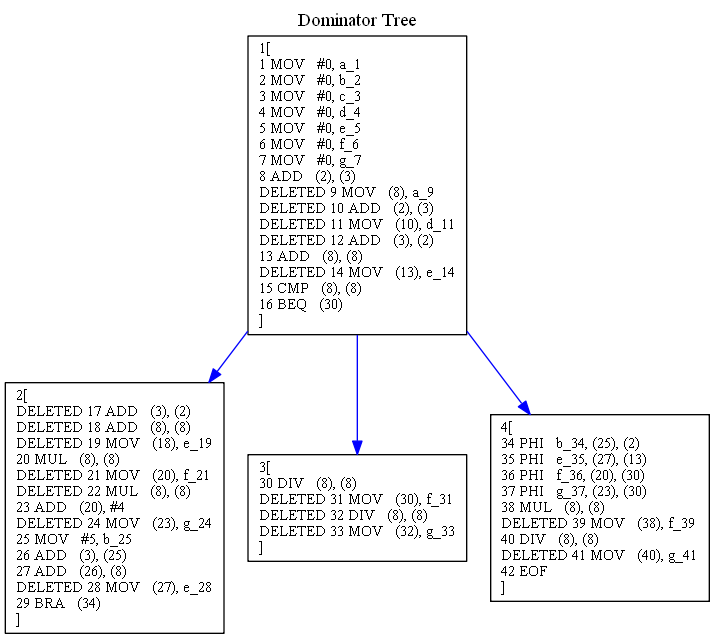 Dominator Tree
1[
1 MOV #0, a_1
2 MOV #0, b_2
3 MOV #0, c_3
4 MOV #0, d_4
5 MOV #0, e_5
6 MOV #0, f_6
7 MOV #0, g_7
8 ADD (2), (3)
DELETED 9 MOV (8), a_9
DELETED 10 ADD (2), (3)
DELETED 11 MOV (10), d_11
DELETED 12 ADD (3), (2)
13 ADD (8), (8)
DELETED 14 MOV (13), e_14
15 CMP (8), (8)
16 BEQ (30)
]
2[
DELETED 17 ADD (3), (2)
DELETED 18 ADD (8), (8)
DELETED 19 MOV (18), e_19
20 MUL (8), (8)
DELETED 21 MOV (20), f_21
DELETED 22 MUL (8), (8)
23 ADD (20), #4
DELETED 24 MOV (23), g_24
25 MOV #5, b_25
26 ADD (3), (25)
27 ADD (26), (8)
DELETED 28 MOV (27), e_28
29 BRA (34)
]
3[
30 DIV (8), (8)
DELETED 31 MOV (30), f_31
DELETED 32 DIV (8), (8)
DELETED 33 MOV (32), g_33
]
4[
34 PHI b_34, (25), (2)
35 PHI e_35, (27), (13)
36 PHI f_36, (20), (30)
37 PHI g_37, (23), (30)
38 MUL (8), (8)
DELETED 39 MOV (38), f_39
40 DIV (8), (8)
DELETED 41 MOV (40), g_41
42 EOF
]